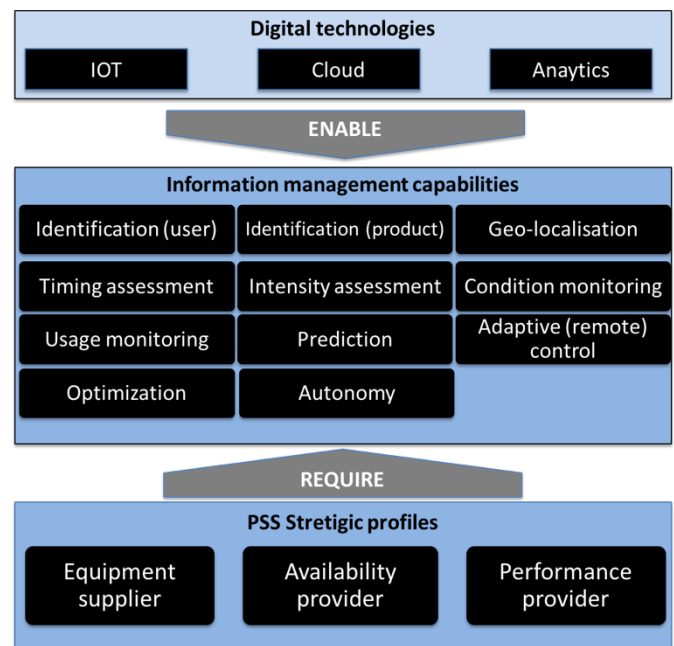 Digital technologies
IOT
Cloud
Anaytics
ENABLE
Information management capabilities
Identification (user)
Identification (product)
Geo-localisation
Timing assessment
Intensity assessment
Condition monitoring
Usage monitoring
Prediction
Adaptive (remote)
control
Optimization
Autonomy
REQUIRE
PSS Stretigic profiles
Equipment
supplier
Availability
provider
Performance
provider